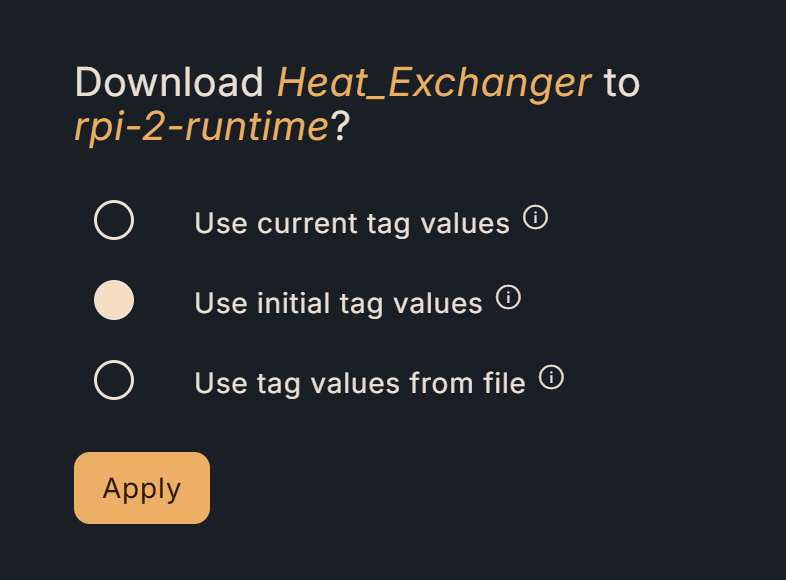 Download Heat_Exchanger to
rpi-2-runtime?
Use current tag values
Use initial tag values
Use tag values from file
Apply